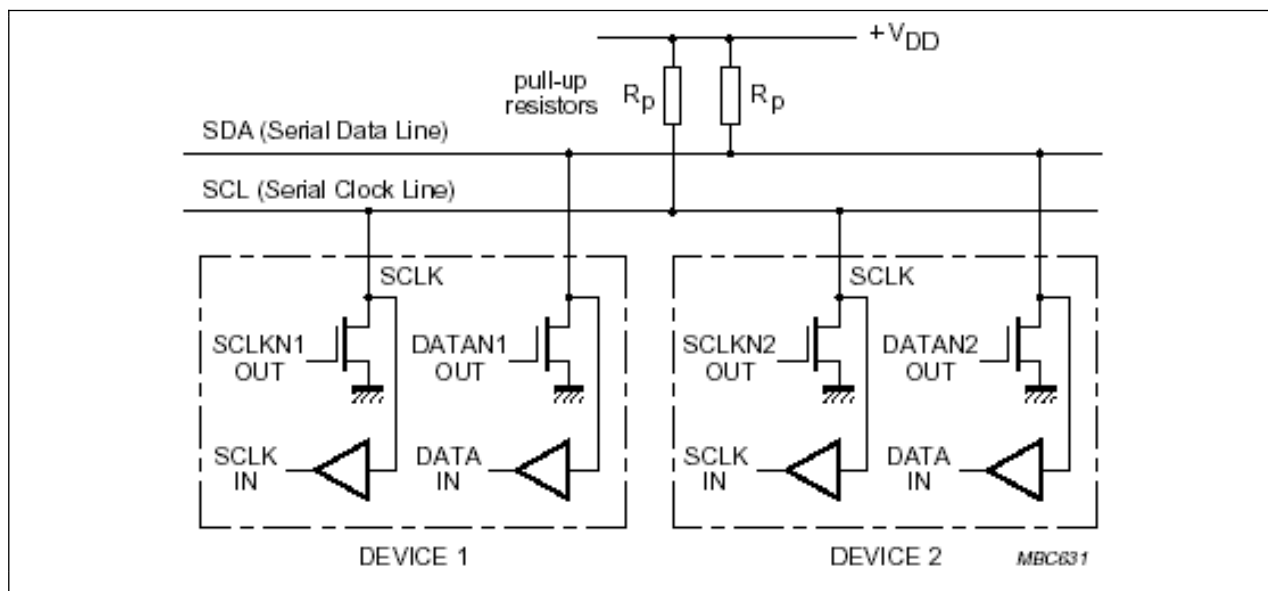 +VDD
pull-up
resistors
Rp
Rp
SDA (Serial Data Line)
SCL (Serial Clock Line)
SCLK
SCLKN1
OUT
DATAN1
OUT
SCLK
IN
DATA
IN
DEVICE 1
SCLK
SCLKN2
OUT
DATAN2
OUT
SCLK
IN
DATA
IN
DEVICE 2
MBC631